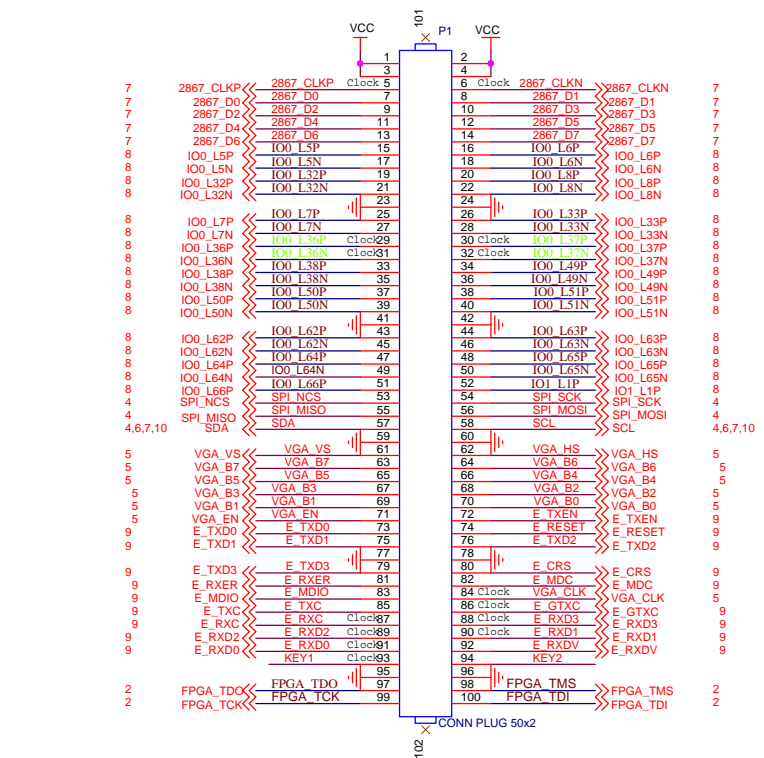 101
VCC P1 VCC
1 2
3 4
7 2867_CLKP 2867_CLKP Clock 5 6 Clock 2867_CLKN 2867_CLKN 7
7 2867_D0 2867_D0 7 8 2867_D1 2867_D1 7
7 2867_D2 2867_D2 9 10 2867_D3 2867_D3 7
7 2867_D4 2867_D4 11 12 2867_D5 2867_D5 7
7 2867_D6 2867_D6 13 14 2867_D7 2867_D7 7
8 IO0_L5P IO0_L5P 15 16 IO0_L6P IO0_L6P 8
8 IO0_L5N IO0_L5N 17 18 IO0_L6N IO0_L6N 8
8 IO0_L32P IO0_L32P 19 20 IO0_L8P IO0_L8P 8
8 IO0_L32N IO0_L32N 21 22 IO0_L8N IO0_L8N 8
23 24
8 IO0_L7P IO0_L7P 25 26 IO0_L33P IO0_L33P 8
8 IO0_L7N IO0_L7N 27 28 IO0_L33N IO0_L33N 8
8 IO0_L36P IO0_L36P Clock 29 30 Clock IO0_L37P IO0_L37P 8
8 IO0_L36N IO0_L36N Clock 31 32 Clock IO0_L37N IO0_L37N 8
8 IO0_L38P IO0_L38P 33 34 IO0_L49P IO0_L49P 8
8 IO0_L38N IO0_L38N 35 36 IO0_L49N IO0_L49N 8
8 IO0_L50P IO0_L50P 37 38 IO0_L51P IO0_L51P 8
8 IO0_L50N IO0_L50N 39 40 IO0_L51N IO0_L51N 8
41 42
8 IO0_L62P IO0_L62P 43 44 IO0_L63P IO0_L63P 8
8 IO0_L62N IO0_L62N 45 46 IO0_L63N IO0_L63N 8
8 IO0_L64P IO0_L64P 47 48 IO0_L65P IO0_L65P 8
8 IO0_L64N IO0_L64N 49 50 IO0_L65N IO0_L65N 8
8 IO0_L66P IO0_L66P 51 52 IO1_L1P IO1_L1P 8
4 SPI_NCS SPI_NCS 53 54 SPI_SCK SPI_SCK 4
4 SPI_MISO SPI_MISO 55 56 SPI_MOSI SPI_MOSI 4
4,6,7,10 SDA SDA 57 58 SCL SCL 4,6,7,10
59 60
5 VGA_VS VGA_VS 61 62 VGA_HS VGA_HS 5
5 VGA_B7 VGA_B7 63 64 VGA_B6 VGA_B6 5
5 VGA_B5 VGA_B5 65 66 VGA_B4 VGA_B4 5
5 VGA_B3 VGA_B3 67 68 VGA_B2 VGA_B2 5
5 VGA_B1 VGA_B1 69 70 VGA_B0 VGA_B0 5
5 VGA_EN VGA_EN 71 72 E_TXEN E_TXEN 9
9 E_TXD0 E_TXD0 73 74 E_RESET E_RESET 9
9 E_TXD1 E_TXD1 75 76 E_TXD2 E_TXD2 9
77 78
9 E_TXD3 E_TXD3 79 80 E_CRS E_CRS 9
9 E_RXER E_RXER 81 82 E_MDC E_MDC 9
9 E_MDIO E_MDIO 83 84 Clock VGA_CLK VGA_CLK 5
9 E_TXC E_TXC 85 86 Clock E_GTXC E_GTXC 9
9 E_RXC E_RXC Clock 87 88 Clock E_RXD3 E_RXD3 9
9 E_RXD2 E_RXD2 Clock 89 90 Clock E_RXD1 E_RXD1 9
9 E_RXD0 E_RXD0 Clock 91 92 E_RXDV E_RXDV 9
KEY1 Clock 93 94 KEY2
95 96
2 FPGA_TDO FPGA_TDO 97 98 FPGA_TMS FPGA_TMS 2
2 FPGA_TCK FPGA_TCK 99 100 FPGA_TDI FPGA_TDI 2
CONN PLUG 50x2
102